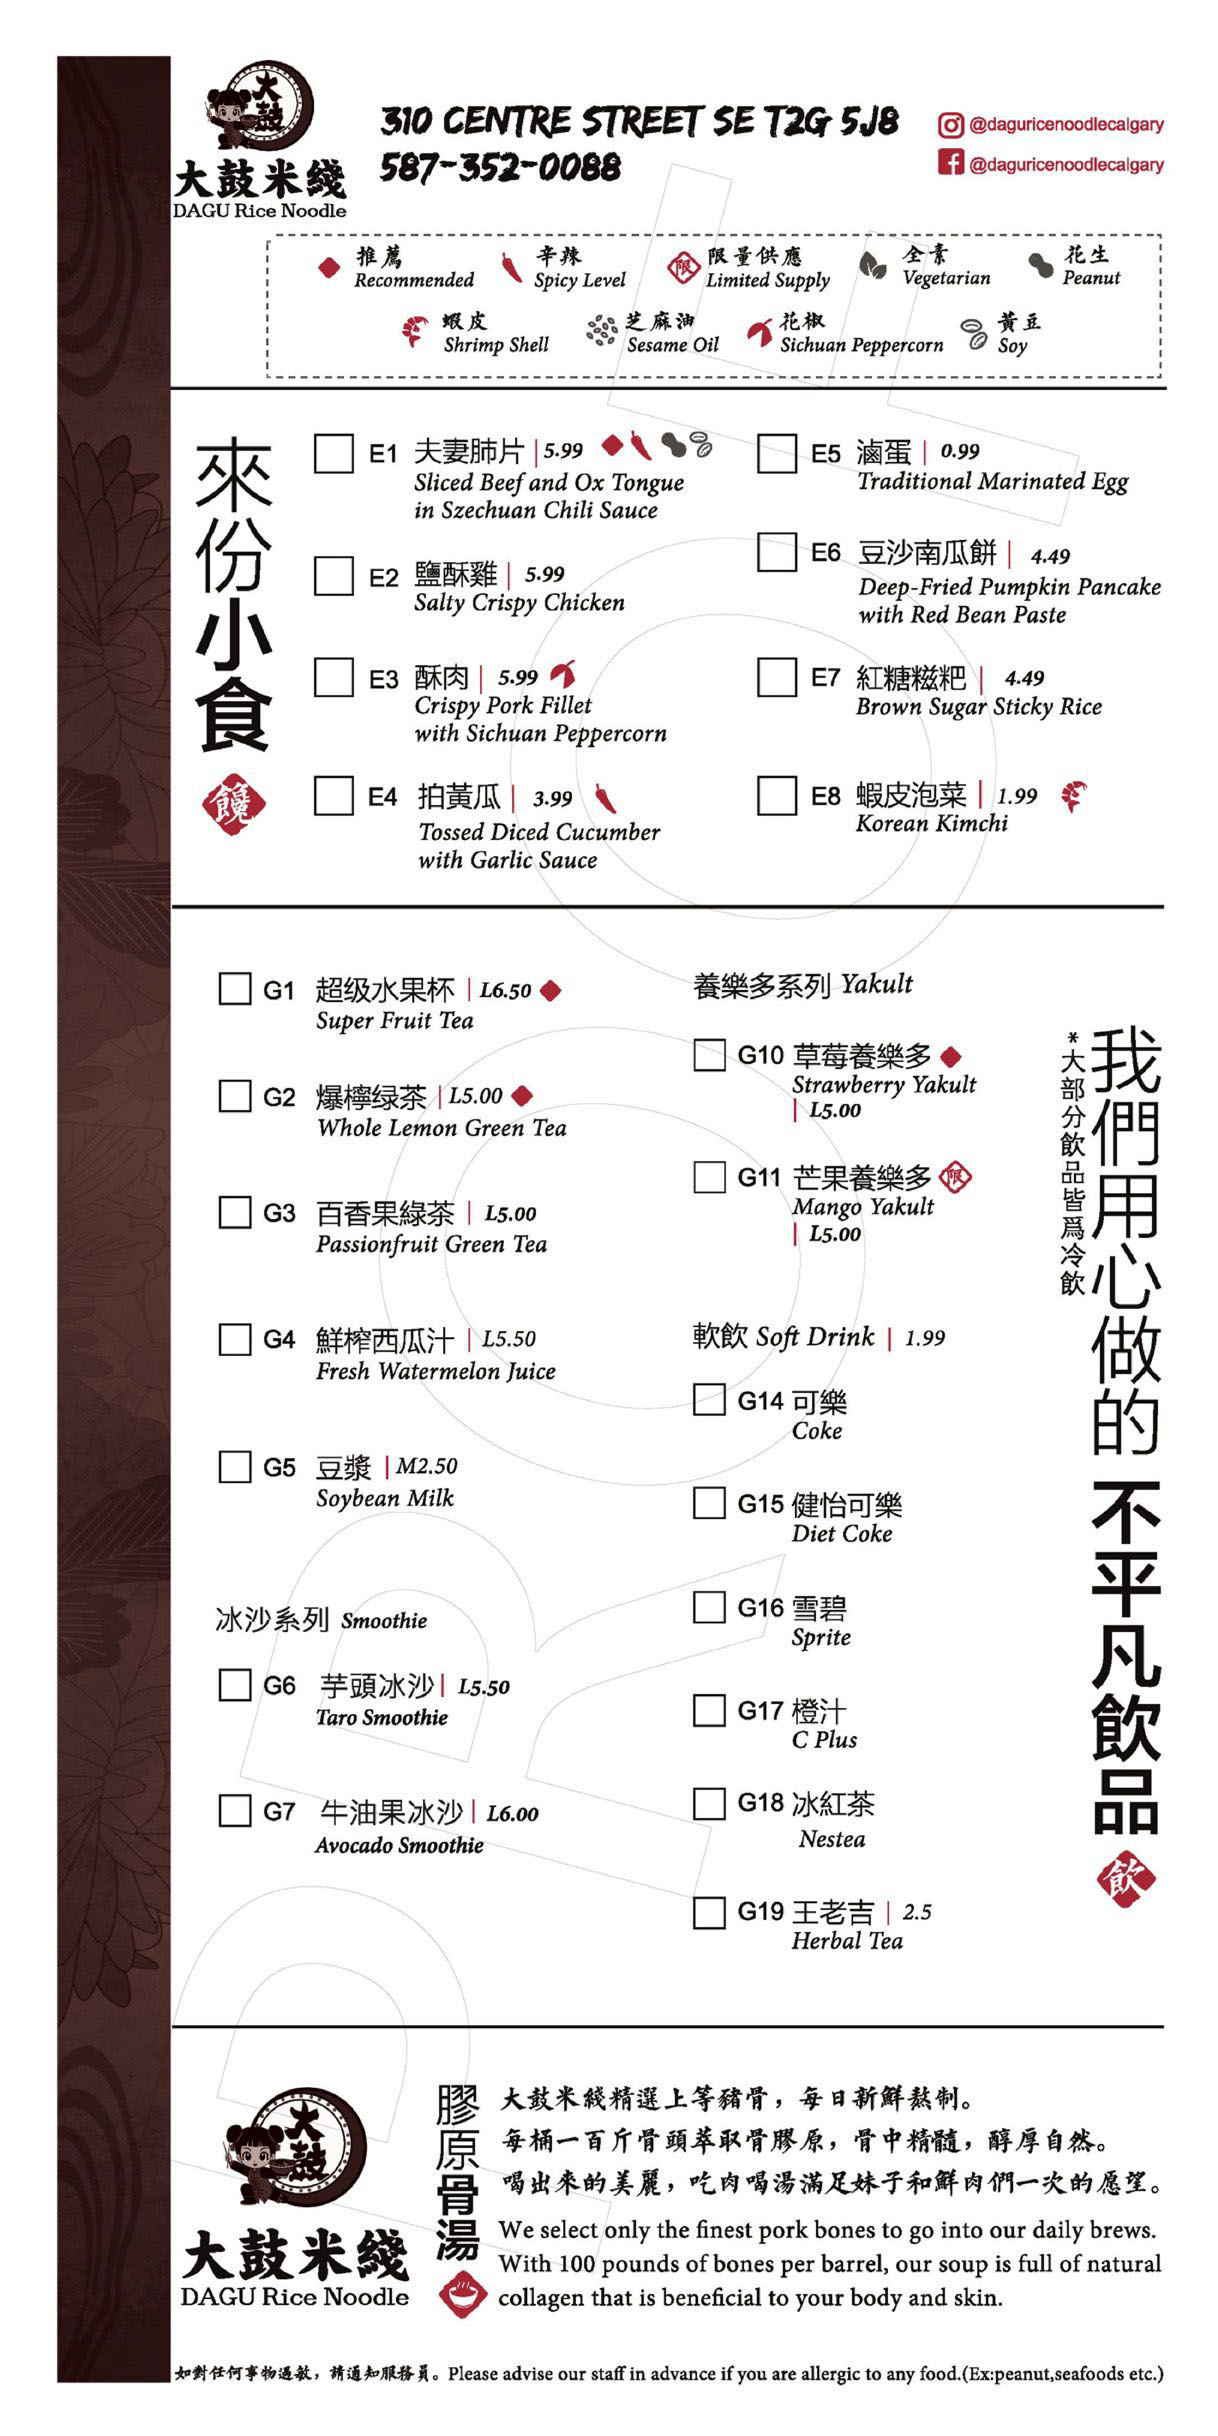 大鼓
大鼓米綫
DAGU Rice Noodle
310 CENTRE STREET SE T2G 5J8
587-352-0088
@daguricenoodlecalgary
@daguricenoodlecalgary
推薦
Recommended
辛辣
Spicy Level
限
限量供應
Limited Supply
全素
Vegetarian
花生
Peanut
蝦皮
Shrimp Shell
芝麻油
Sesame Oil
花椒
Sichuan Peppercorn
黃豆
Soy
來份小食
饞
E1 夫妻肺片 | 5.99
Sliced Beef and Ox Tongue
in Szechuan Chili Sauce
E2 鹽酥雞 | 5.99
Salty Crispy Chicken
E3 酥肉 | 5.99
Crispy Pork Fillet
with Sichuan Peppercorn
E4 拍黃瓜 | 3.99
Tossed Diced Cucumber
with Garlic Sauce
E5 滷蛋 | 0.99
Traditional Marinated Egg
E6 豆沙南瓜餅 | 4.49
Deep-Fried Pumpkin Pancake
with Red Bean Paste
E7 紅糖糍粑 | 4.49
Brown Sugar Sticky Rice
E8 蝦皮泡菜 | 1.99
Korean Kimchi
G1 超级水果杯 | L6.50
Super Fruit Tea
G2 爆檸绿茶 | L5.00
Whole Lemon Green Tea
G3 百香果綠茶 | L5.00
Passionfruit Green Tea
G4 鮮榨西瓜汁 | L5.50
Fresh Watermelon Juice
G5 豆漿 | M2.50
Soybean Milk
冰沙系列 Smoothie
G6 芋頭冰沙 | L5.50
Taro Smoothie
G7 牛油果冰沙 | L6.00
Avocado Smoothie
養樂多系列 Yakult
G10 草莓養樂多
Strawberry Yakult
| L5.00
G11 芒果養樂多 限
Mango Yakult
| L5.00
軟飲 Soft Drink | 1.99
G14 可樂
Coke
G15 健怡可樂
Diet Coke
G16 雪碧
Sprite
G17 橙汁
C Plus
G18 冰紅茶
Nestea
G19 王老吉 | 2.5
Herbal Tea
我們用心做的 不平凡飲品
飲
*大部分飲品皆爲冷飲
大鼓
大鼓米綫
DAGU Rice Noodle
膠原骨湯
大鼓米綫精選上等豬骨，每日新鮮熬制。
每桶一百斤骨頭萃取骨膠原，骨中精髓，醇厚自然。
喝出來的美麗，吃肉喝湯滿足妹子和鮮肉們一次的愿望。
We select only the finest pork bones to go into our daily brews.
With 100 pounds of bones per barrel, our soup is full of natural
collagen that is beneficial to your body and skin.
如對任何事物過敏，請通知服務員。Please advise our staff in advance if you are allergic to any food.(Ex:peanut,seafoods etc.)
PROOF